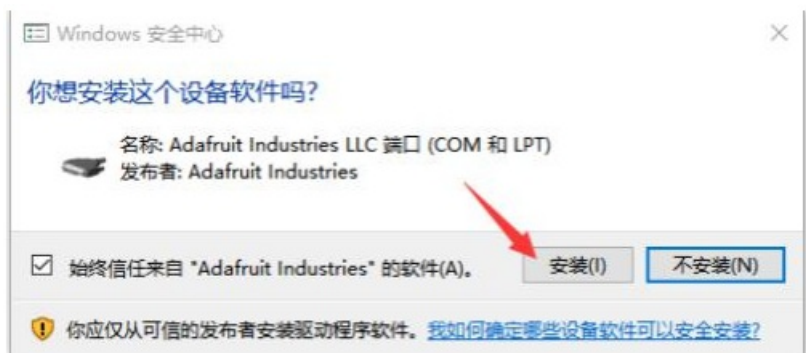 Windows 安全中心
你想安装这个设备软件吗?
名称: Adafruit Industries LLC 端口 (COM 和 LPT)
发布者: Adafruit Industries
始终信任来自 "Adafruit Industries" 的软件(A)。
安装(I)
不安装(N)
你应仅从可信的发布者安装驱动程序软件。我如何确定哪些设备软件可以安全安装?